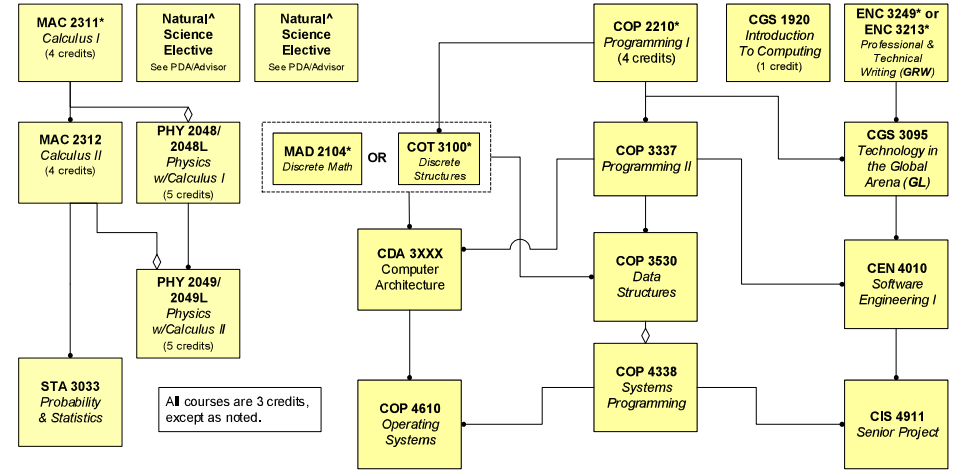 MAC 2311*
Calculus I
(4 credits)
Natural^
Science
Elective
See PDA/Advisor
Natural^
Science
Elective
See PDA/Advisor
COP 2210*
Programming I
(4 credits)
CGS 1920
Introduction
To Computing
(1 credit)
ENC 3249* or
ENC 3213*
Professional &
Technical
Writing (GRW)
MAC 2312
Calculus II
(4 credits)
PHY 2048/
2048L
Physics
w/Calculus I
(5 credits)
MAD 2104*
Discrete Math
OR
COT 3100*
Discrete
Structures
COP 3337
Programming II
CGS 3095
Technology in
the Global
Arena (GL)
CDA 3XXX
Computer
Architecture
COP 3530
Data
Structures
CEN 4010
Software
Engineering I
PHY 2049/
2049L
Physics
w/Calculus II
(5 credits)
STA 3033
Probability
& Statistics
All courses are 3 credits,
except as noted.
COP 4610
Operating
Systems
COP 4338
Systems
Programming
CIS 4911
Senior Project